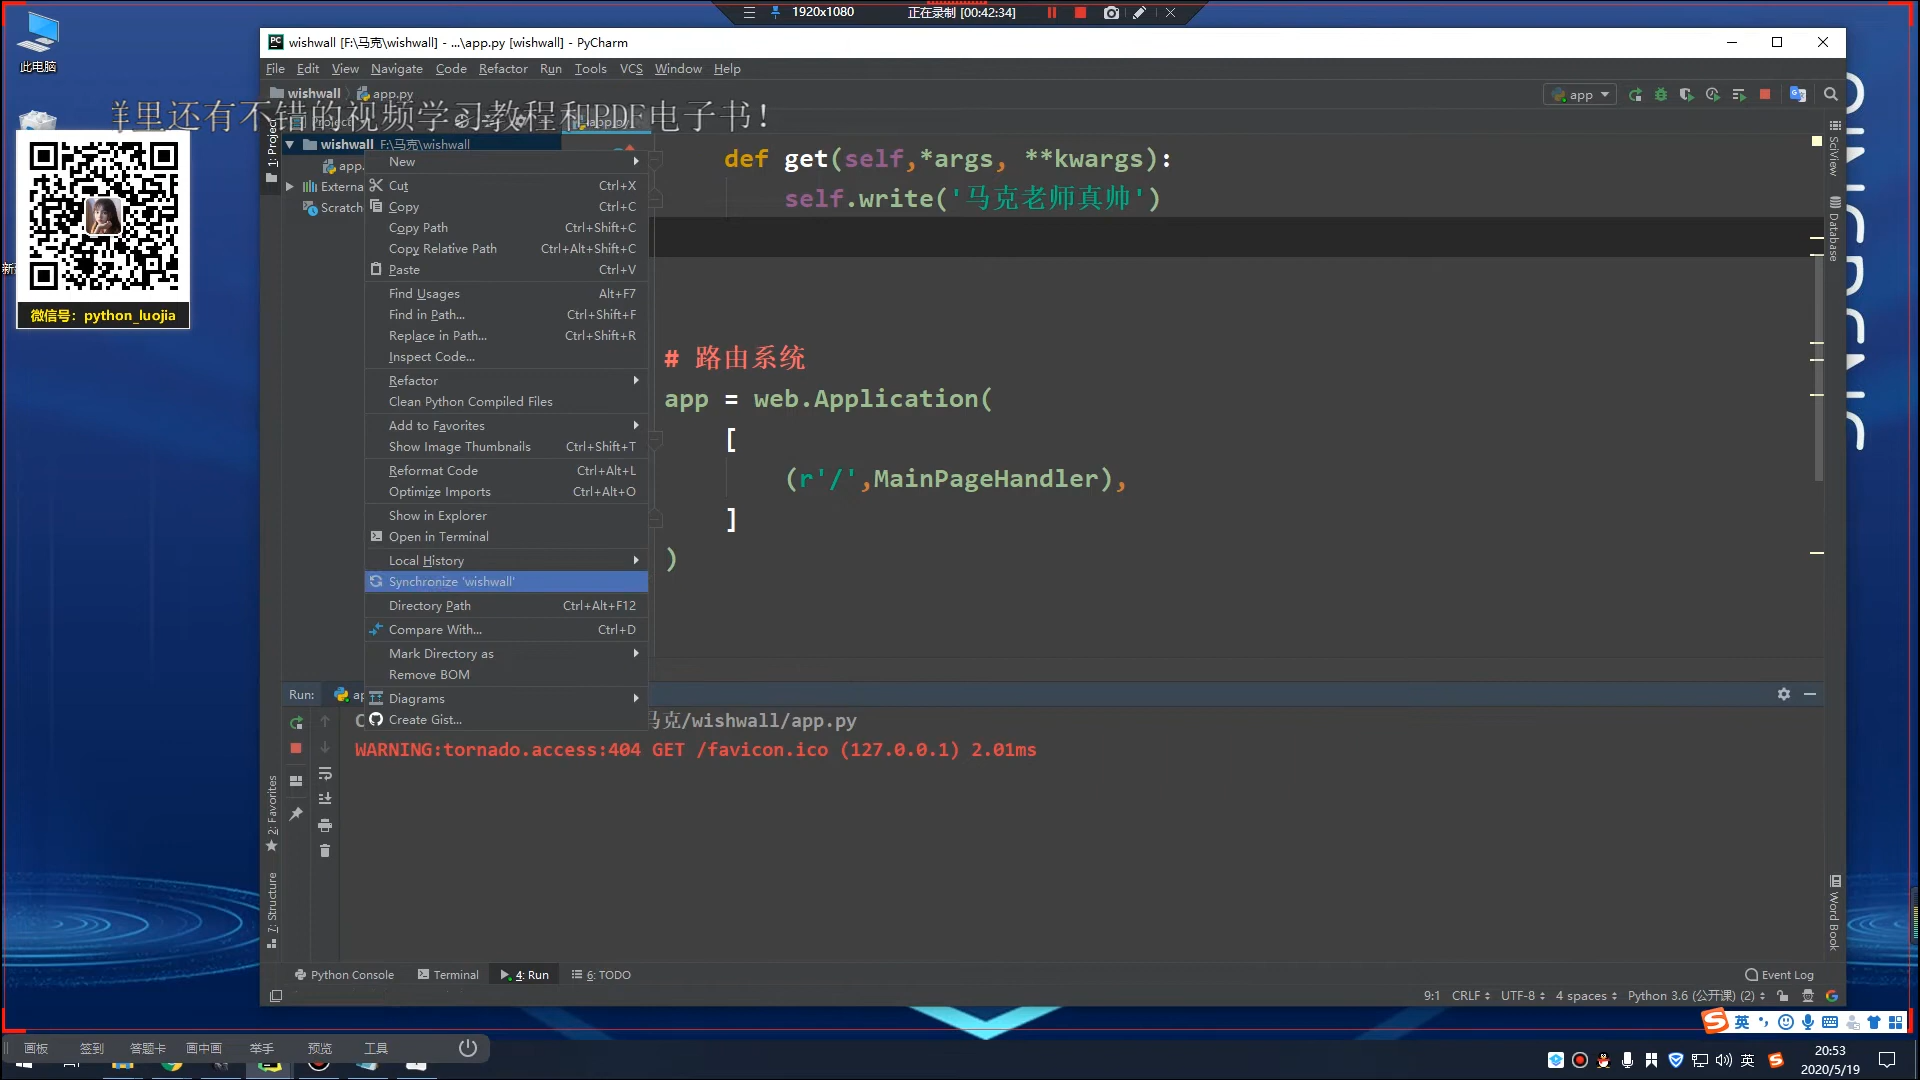 1920x1080
正在录制 [00:42:34]
此电脑
wishwall [F:\马克\wishwall] - ...\app.py [wishwall] - PyCharm
File Edit View Navigate Code Refactor Run Tools VCS Window Help
wishwall app.py
app
里还有不错的视频学习教程和PDF电子书！
1: Project
wishwall F:\马克\wishwall
app.
Externa
Scratch
微信号：python_luojia
New
Cut Ctrl+X
Copy Ctrl+C
Copy Path Ctrl+Shift+C
Copy Relative Path Ctrl+Alt+Shift+C
Paste Ctrl+V
Find Usages Alt+F7
Find in Path... Ctrl+Shift+F
Replace in Path... Ctrl+Shift+R
Inspect Code...
Refactor
Clean Python Compiled Files
Add to Favorites
Show Image Thumbnails Ctrl+Shift+T
Reformat Code Ctrl+Alt+L
Optimize Imports Ctrl+Alt+O
Show in Explorer
Open in Terminal
Local History
Synchronize 'wishwall'
Directory Path Ctrl+Alt+F12
Compare With... Ctrl+D
Mark Directory as
Remove BOM
Diagrams
Create Gist...
def get(self,*args, **kwargs):
self.write('马克老师真帅')
# 路由系统
app = web.Application(
[
(r'/',MainPageHandler),
]
)
SciView
Database
Word Book
Run: ap
马克/wishwall/app.py
WARNING:tornado.access:404 GET /favicon.ico (127.0.0.1) 2.01ms
2: Favorites
7: Structure
Python Console Terminal 4: Run 6: TODO
Event Log
9:1 CRLF UTF-8 4 spaces Python 3.6 (公开课) (2)
英
画板 签到 答题卡 画中画 举手 预览 工具
英
20:53
2020/5/19